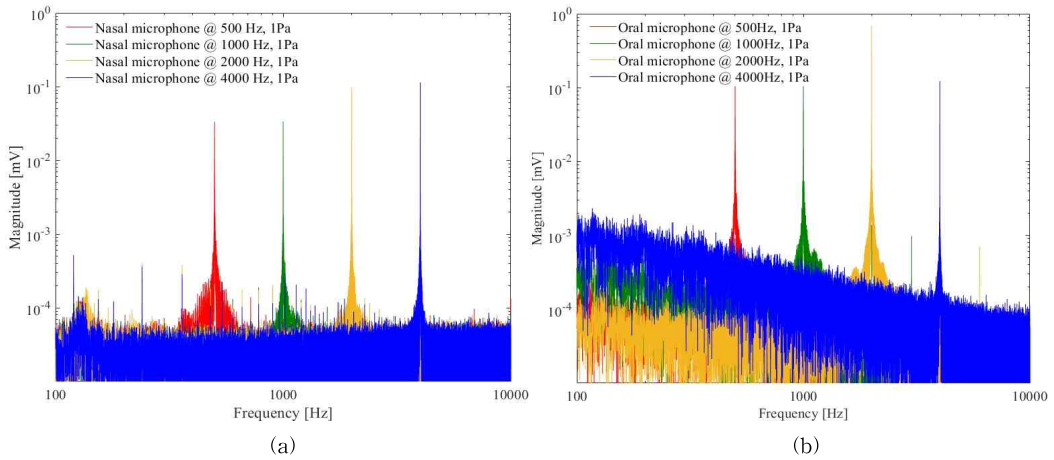 10^0
10^-1
10^-2
10^-3
10^-4
Magnitude [mV]
Nasal microphone @ 500 Hz, 1Pa
Nasal microphone @ 1000 Hz, 1Pa
Nasal microphone @ 2000 Hz, 1Pa
Nasal microphone @ 4000 Hz, 1Pa
100 1000 10000
Frequency [Hz]
(a)
10^0
10^-1
10^-2
10^-3
10^-4
Magnitude [mV]
Oral microphone @ 500Hz, 1Pa
Oral microphone @ 1000Hz, 1Pa
Oral microphone @ 2000Hz, 1Pa
Oral microphone @ 4000Hz, 1Pa
100 1000 10000
Frequency [Hz]
(b)